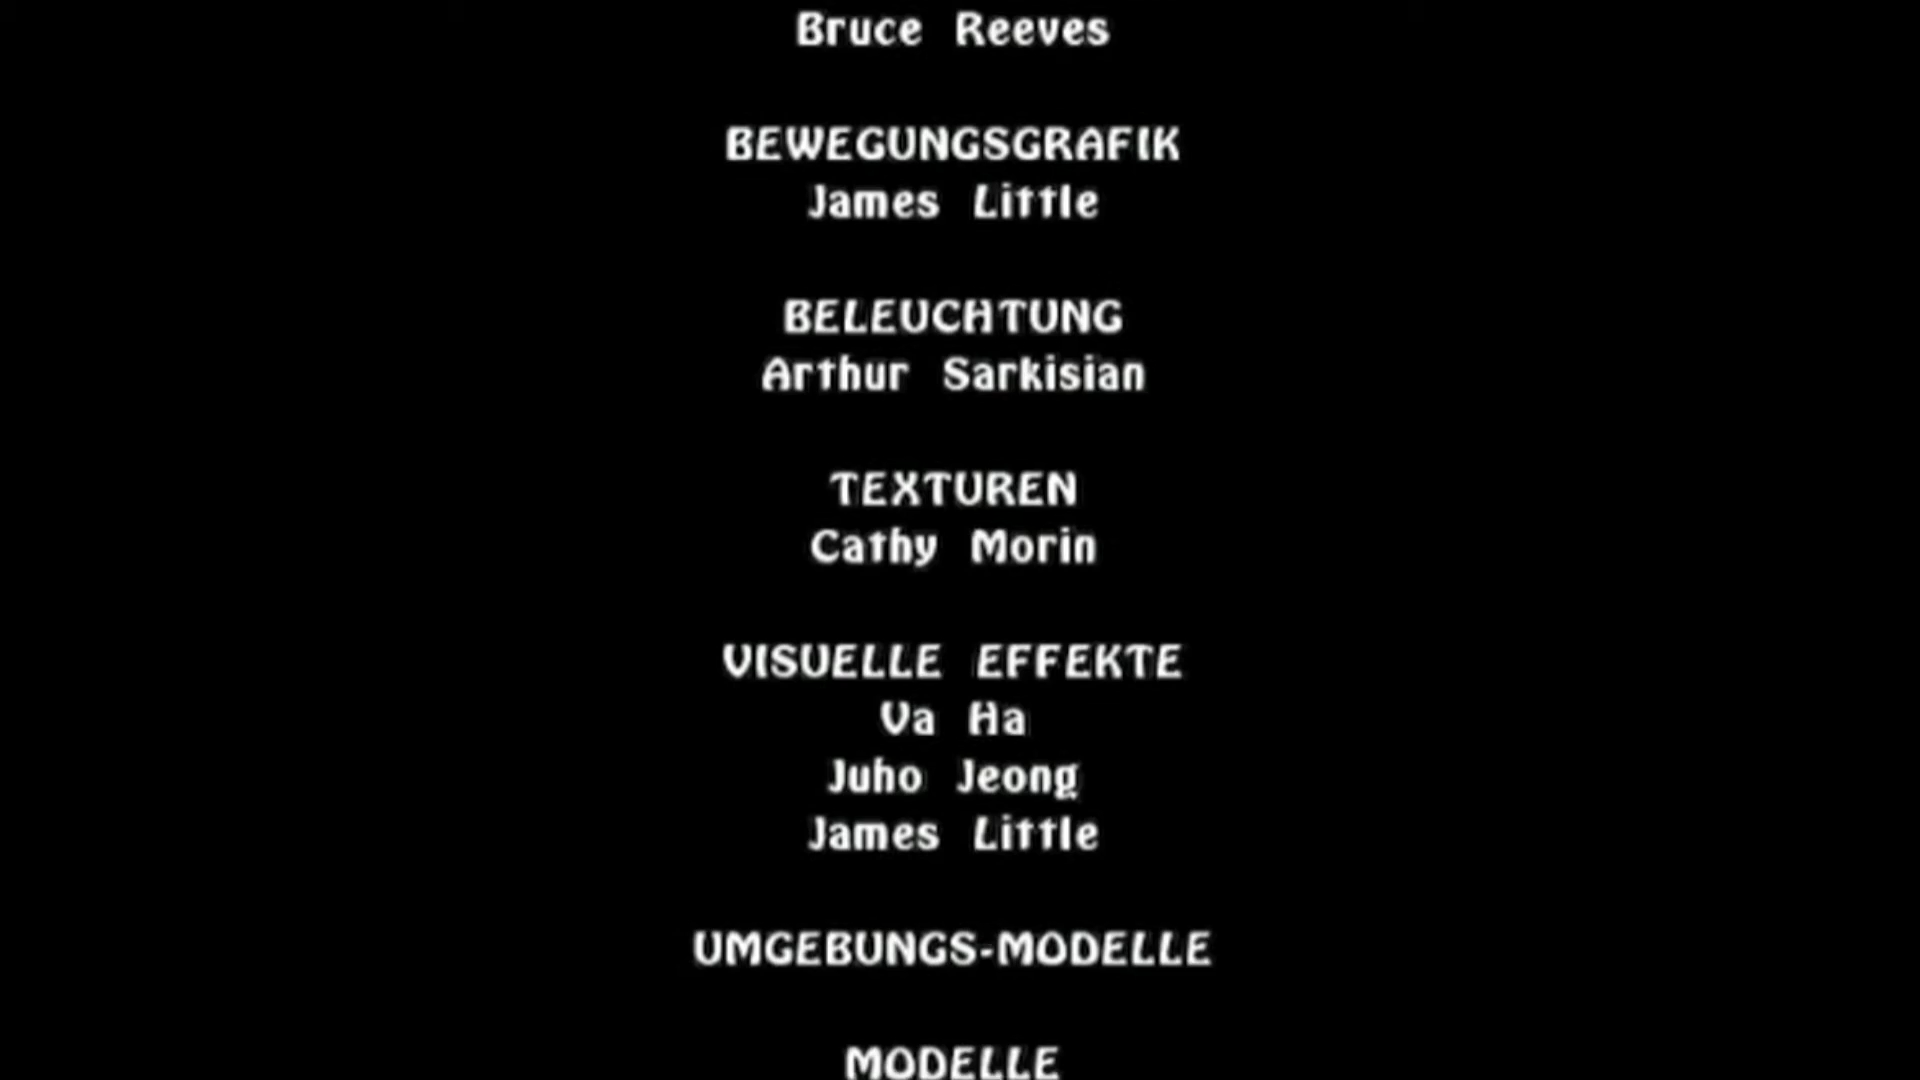 Bruce Reeves
BEWEGUNGSGRAFIK
James Little
BELEUCHTUNG
Arthur Sarkisian
TEXTUREN
Cathy Morin
VISUELLE EFFEKTE
Va Ha
Juho Jeong
James Little
UMGEBUNGS-MODELLE
MODELLE